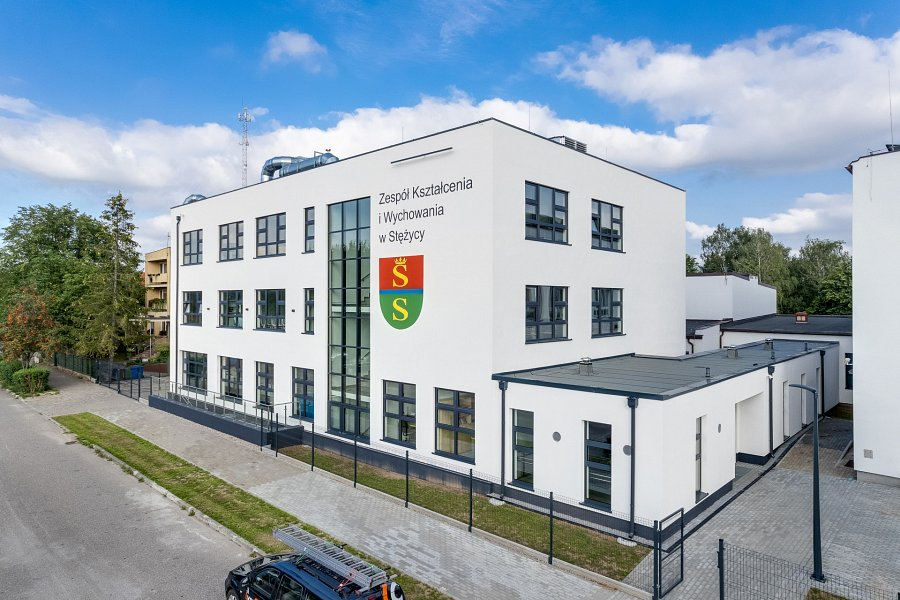 Zespół Kształcenia
i Wychowania
w Stężycy
S
S